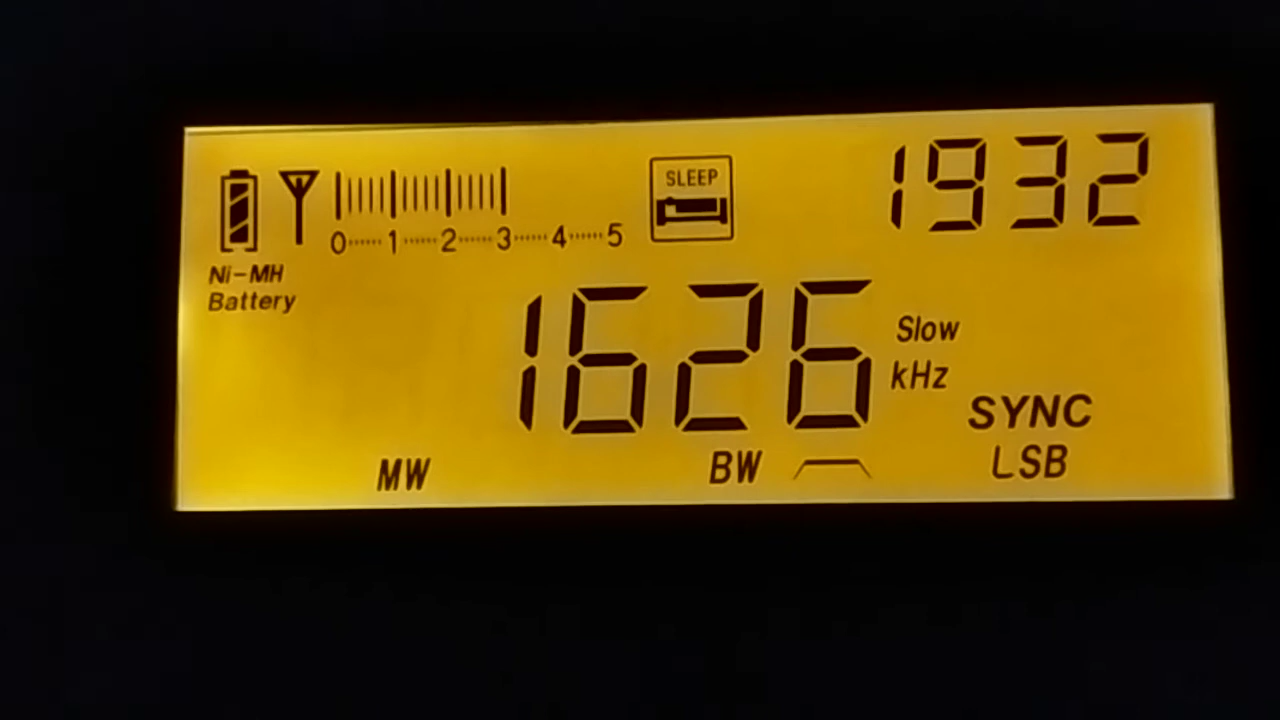 SLEEP 1932
0 1 2 3 4 5
Ni-MH
Battery
1626 Slow
kHz
SYNC
MW BW LSB